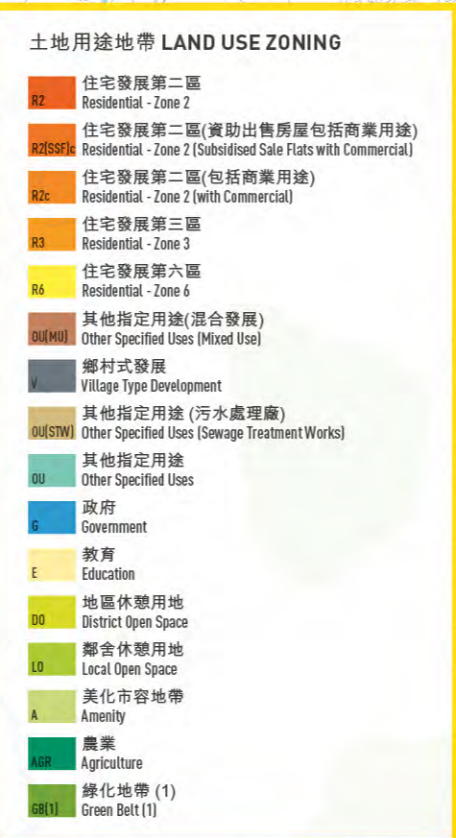 土地用途地帶 LAND USE ZONING
R2 住宅發展第二區
Residential - Zone 2
R2(SSF)c 住宅發展第二區(資助出售房屋包括商業用途)
Residential - Zone 2 (Subsidised Sale Flats with Commercial)
R2c 住宅發展第二區(包括商業用途)
Residential - Zone 2 (with Commercial)
R3 住宅發展第三區
Residential - Zone 3
R6 住宅發展第六區
Residential - Zone 6
OU(MU) 其他指定用途(混合發展)
Other Specified Uses (Mixed Use)
V 鄉村式發展
Village Type Development
OU(STW) 其他指定用途 (污水處理廠)
Other Specified Uses (Sewage Treatment Works)
OU 其他指定用途
Other Specified Uses
G 政府
Government
E 教育
Education
DO 地區休憩用地
District Open Space
LO 鄰舍休憩用地
Local Open Space
A 美化市容地帶
Amenity
AGR 農業
Agriculture
GB(1) 綠化地帶 (1)
Green Belt (1)